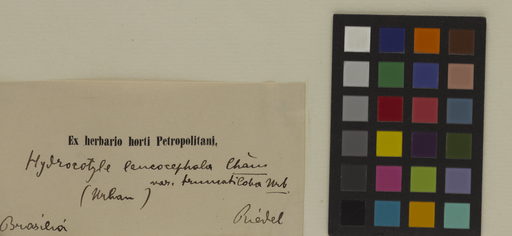 Ex herbario horti Petropolitani,
Hydrocotyle leucocephala Cham
var. truncatiloba Urb.
(Urban)
Riedel
Brasilia